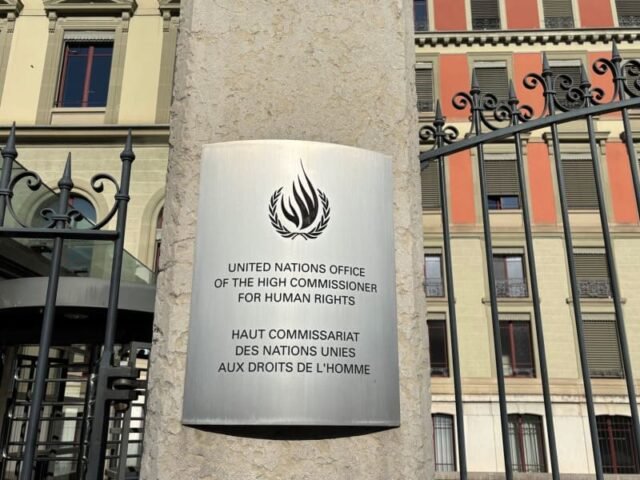 UNITED NATIONS OFFICE
OF THE HIGH COMMISSIONER
FOR HUMAN RIGHTS
HAUT COMMISSARIAT
DES NATIONS UNIES
AUX DROITS DE L'HOMME